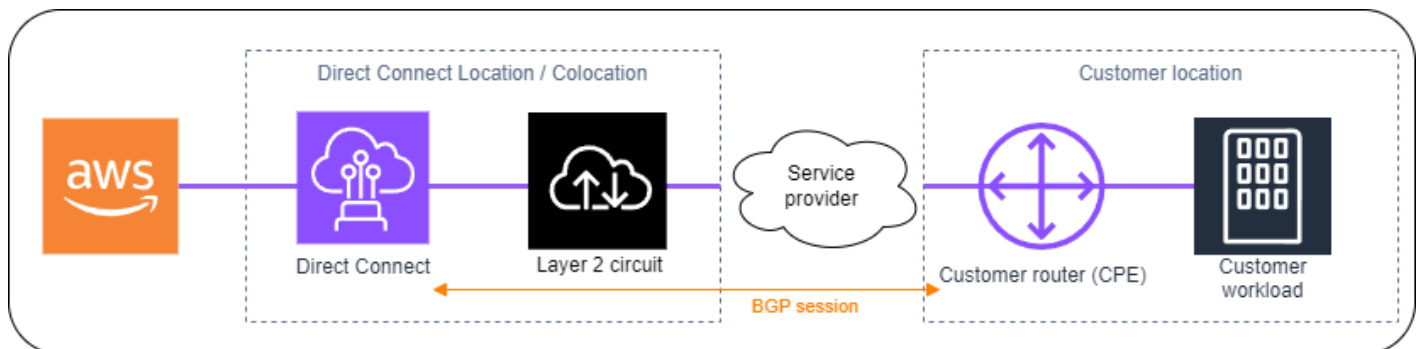 Direct Connect Location / Colocation
Customer location
aws
Service
provider
Direct Connect
Layer 2 circuit
Customer router (CPE)
Customer
workload
BGP session